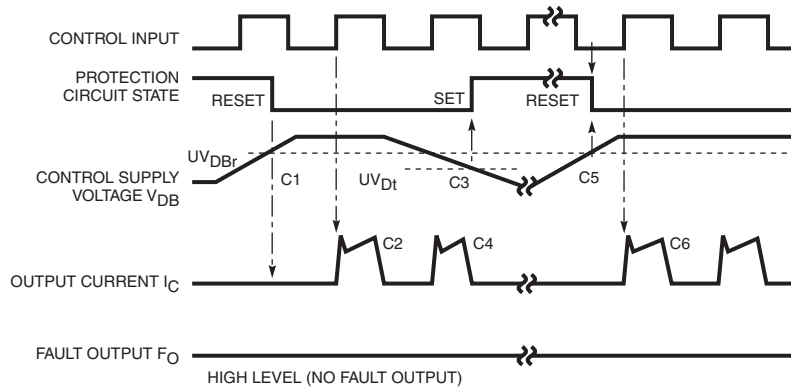 CONTROL INPUT
PROTECTION
CIRCUIT STATE
RESET
SET
RESET
UVDBr
CONTROL SUPPLY
VOLTAGE VDB
C1
UVDt
C3
C5
C2
C4
C6
OUTPUT CURRENT IC
FAULT OUTPUT FO
HIGH LEVEL (NO FAULT OUTPUT)